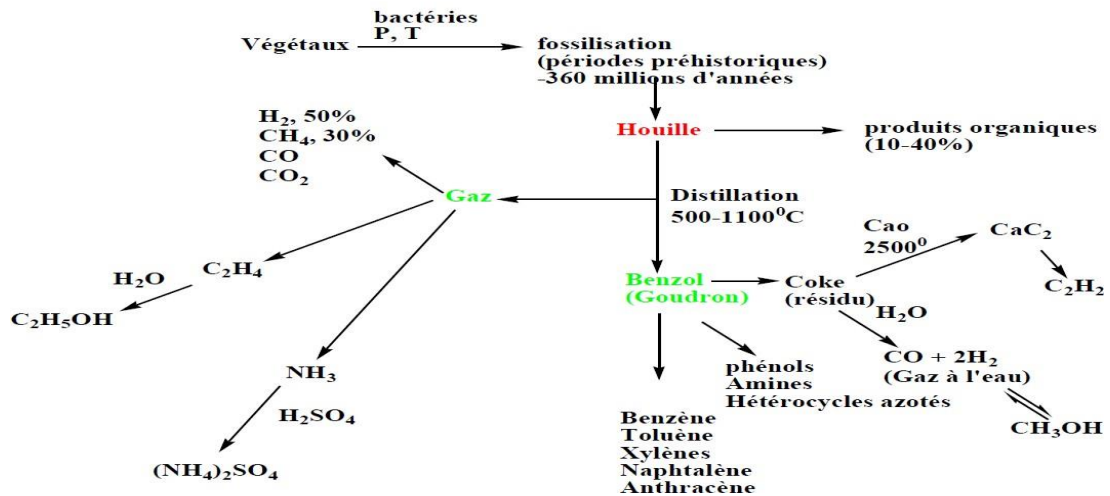 bactéries
P, T
Végétaux
fossilisation
(périodes préhistoriques)
-360 millions d'années
H₂, 50%
CH₄, 30%
CO
CO₂
Houille
produits organiques
(10-40%)
Gaz
Distillation
500-1100⁰C
Cao
2500⁰
CaC₂
C₂H₂
H₂O
C₂H₄
C₂H₅OH
Benzol
(Goudron)
Coke
(résidu)
H₂O
CO + 2H₂
(Gaz à l'eau)
CH₃OH
phénols
Amines
Hétérocycles azotés
NH₃
H₂SO₄
(NH₄)₂SO₄
Benzène
Toluène
Xylènes
Naphtalène
Anthracène